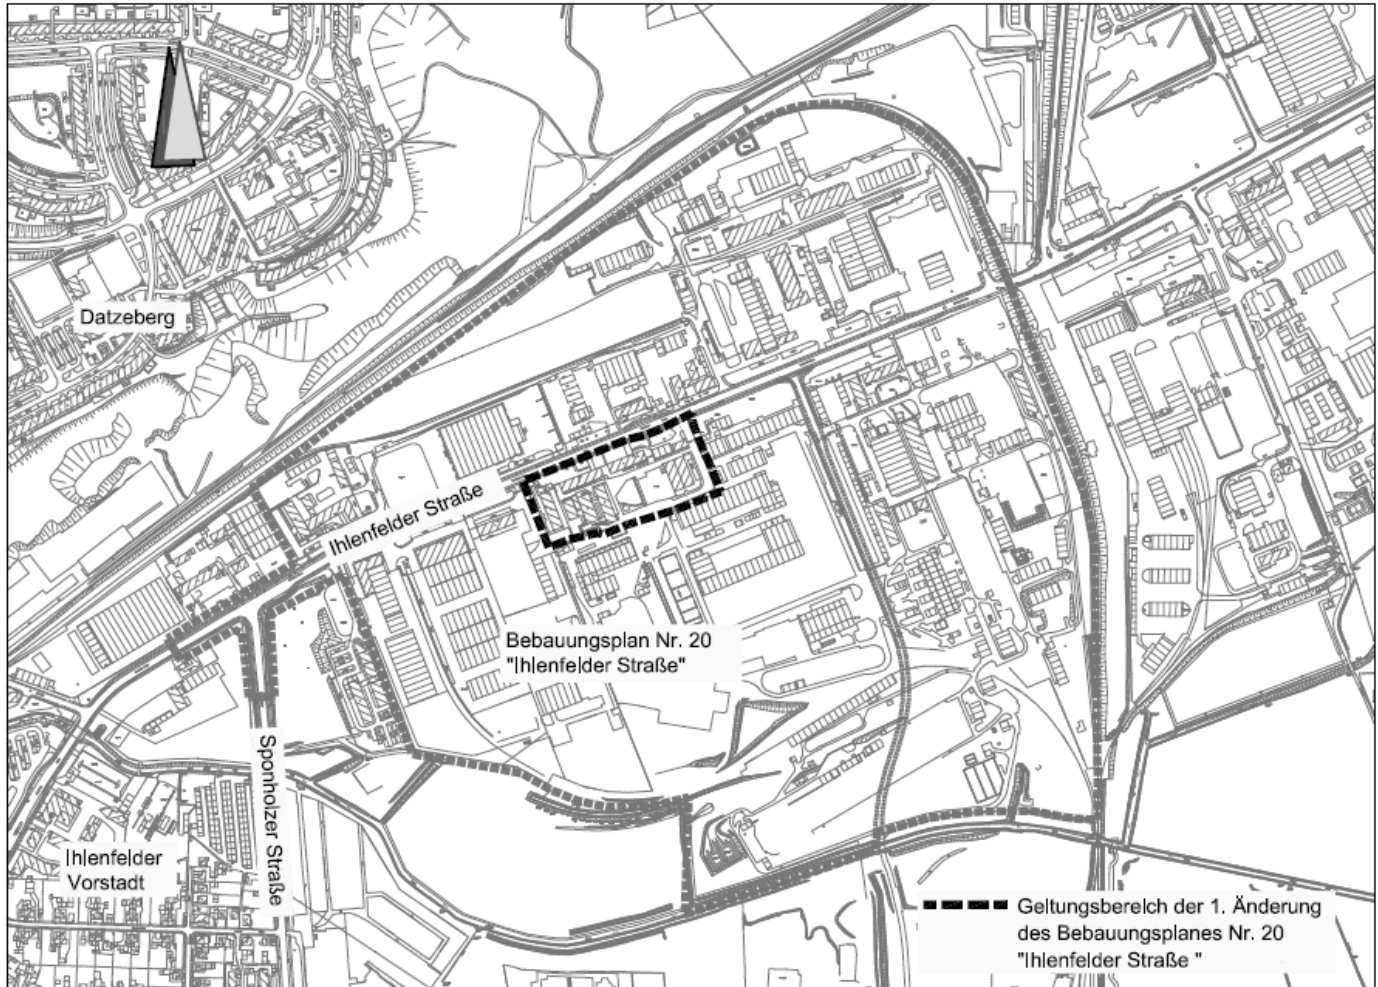 Datzeberg
Ihlenfelder Straße
Bebauungsplan Nr. 20
"Ihlenfelder Straße"
Sponholzer Straße
Ihlenfelder
Vorstadt
Geltungsbereich der 1. Änderung
des Bebauungsplanes Nr. 20
"Ihlenfelder Straße "